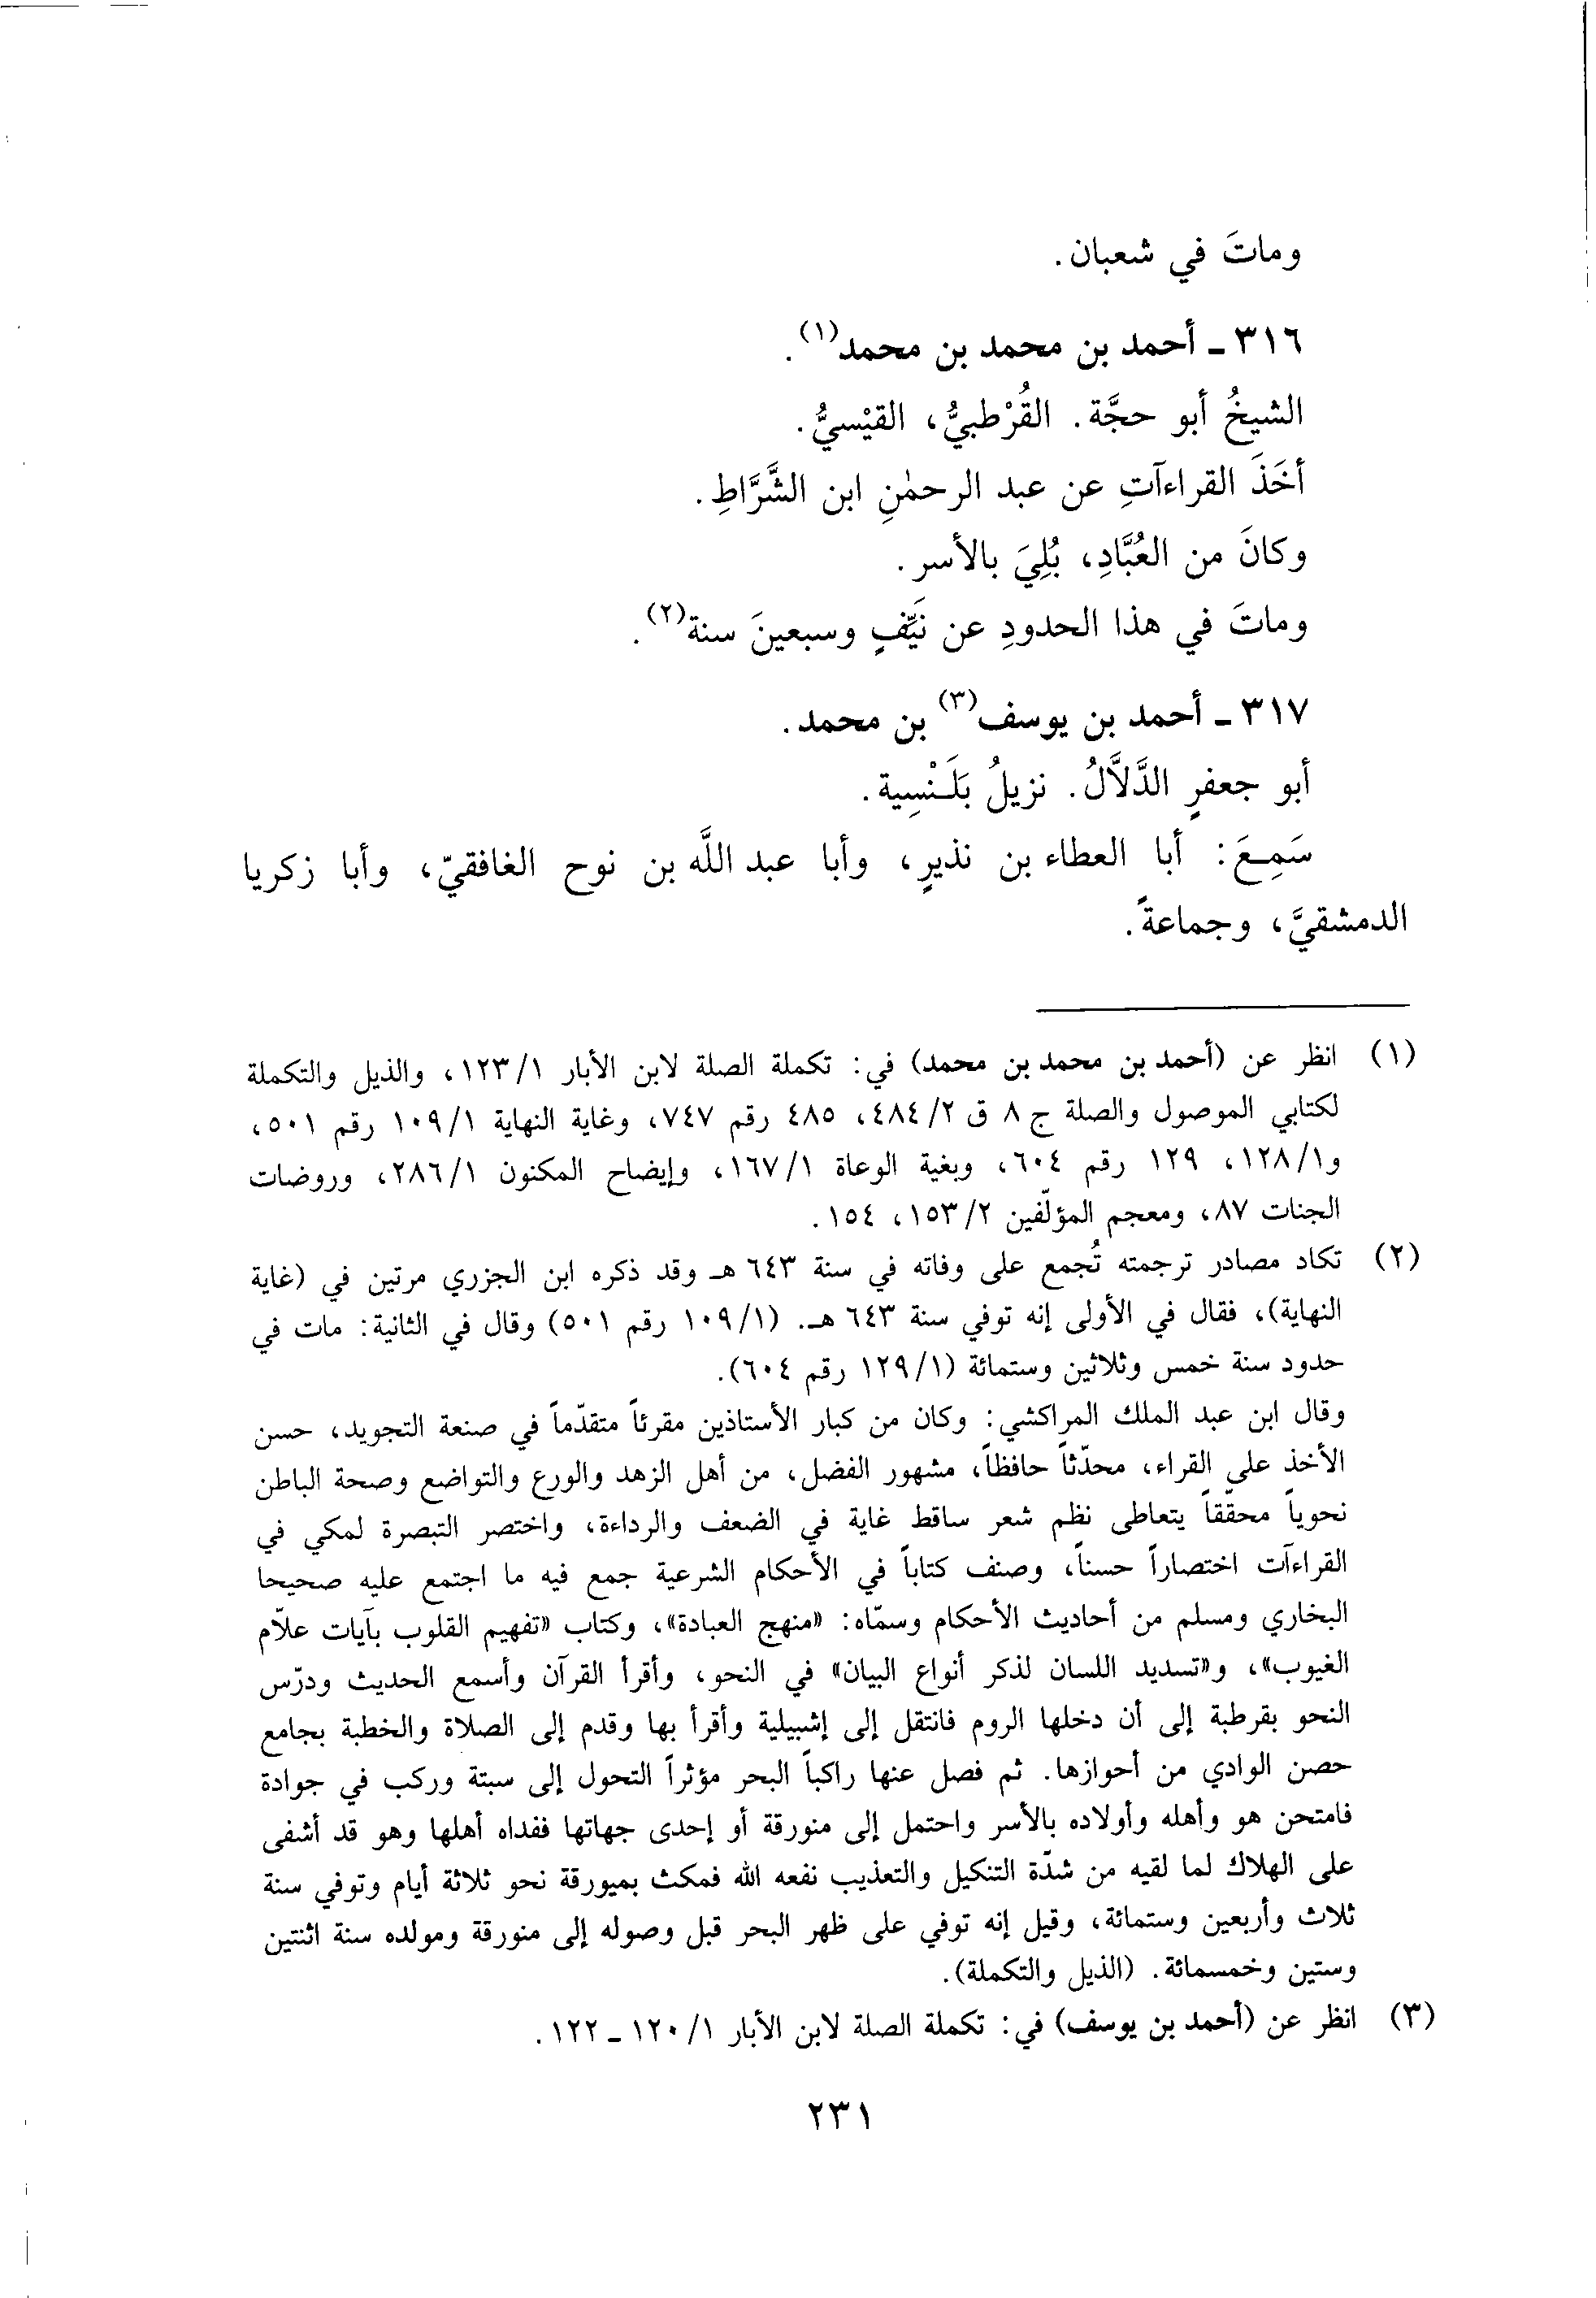 وماتَ في شعبان.
٣١٦ ـ أحمد بن محمد بن محمد(١).
الشيخُ أبو حجَّة. القُرْطبيُّ، القيْسيُّ.
أخَذَ القراءآتِ عن عبد الرحمٰنِ ابن الشَّرَّاطِ.
وكانَ من العُبَّادِ، بُلِيَ بالأسر.
وماتَ في هذا الحدودِ عن نَيّفٍ وسبعينَ سنة(٢).
٣١٧ ـ أحمد بن يوسف(٣) بن محمد.
أبو جعفرٍ الدَّلاَّلُ. نزيلُ بَلَـنْسِية.
سَمِـعَ: أبا العطاء بن نذيرٍ، وأبا عبد اللَّه بن نوح الغافقيّ، وأبا زكريا
الدمشقيَّ، وجماعةً.
(١) انظر عن (أحمد بن محمد بن محمد) في: تكملة الصلة لابن الأبار ١/ ١٢٣، والذيل والتكملة
لكتابي الموصول والصلة ج ٨ ق ٢/ ٤٨٤، ٤٨٥ رقم ٧٤٧، وغاية النهاية ١/ ١٠٩ رقم ٥٠١،
و١/ ١٢٨، ١٢٩ رقم ٦٠٤، وبغية الوعاة ١/ ١٦٧، وإيضاح المكنون ١/ ٢٨٦، وروضات
الجنات ٨٧، ومعجم المؤلّفين ٢/ ١٥٣، ١٥٤.
(٢) تكاد مصادر ترجمته تُجمع على وفاته في سنة ٦٤٣ هـ وقد ذكره ابن الجزري مرتين في (غاية
النهاية)، فقال في الأولى إنه توفي سنة ٦٤٣ هـ. (١/ ١٠٩ رقم ٥٠١) وقال في الثانية: مات في
حدود سنة خمس وثلاثين وستمائة (١/ ١٢٩ رقم ٦٠٤).
وقال ابن عبد الملك المراكشي: وكان من كبار الأستاذين مقرئاً متقدّماً في صنعة التجويد، حسن
الأخذ على القراء، محدّثاً حافظاً، مشهور الفضل، من أهل الزهد والورع والتواضع وصحة الباطن
نحوياً محقّقاً يتعاطى نظم شعر ساقط غاية في الضعف والرداءة، واختصر التبصرة لمكي في
القراءآت اختصاراً حسناً، وصنف كتاباً في الأحكام الشرعية جمع فيه ما اجتمع عليه صحيحا
البخاري ومسلم من أحاديث الأحكام وسمّاه: «منهج العبادة»، وكتاب «تفهيم القلوب بآيات علاّم
الغيوب»، و«تسديد اللسان لذكر أنواع البيان» في النحو، وأقرأ القرآن وأسمع الحديث ودرّس
النحو بقرطبة إلى أن دخلها الروم فانتقل إلى إشبيلية وأقرأ بها وقدم إلى الصلاة والخطبة بجامع
حصن الوادي من أحوازها. ثم فصل عنها راكباً البحر مؤثراً التحول إلى سبتة وركب في جوادة
فامتحن هو وأهله وأولاده بالأسر واحتمل إلى منورقة أو إحدى جهاتها ففداه أهلها وهو قد أشفى
على الهلاك لما لقيه من شدّة التنكيل والتعذيب نفعه الله فمكث بميورقة نحو ثلاثة أيام وتوفي سنة
ثلاث وأربعين وستمائة، وقيل إنه توفي على ظهر البحر قبل وصوله إلى منورقة ومولده سنة اثنتين
وستين وخمسمائة. (الذيل والتكملة).
(٣) انظر عن (أحمد بن يوسف) في: تكملة الصلة لابن الأبار ١/ ١٢٠ ـ ١٢٢.
٢٣١